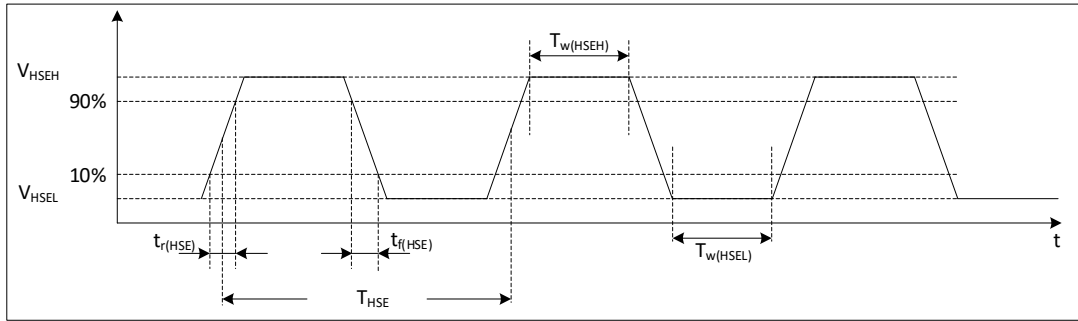 T_w(HSEH)
V_HSEH
90%
10%
V_HSEL
t_r(HSE)
t_f(HSE)
T_w(HSEL)
t
T_HSE